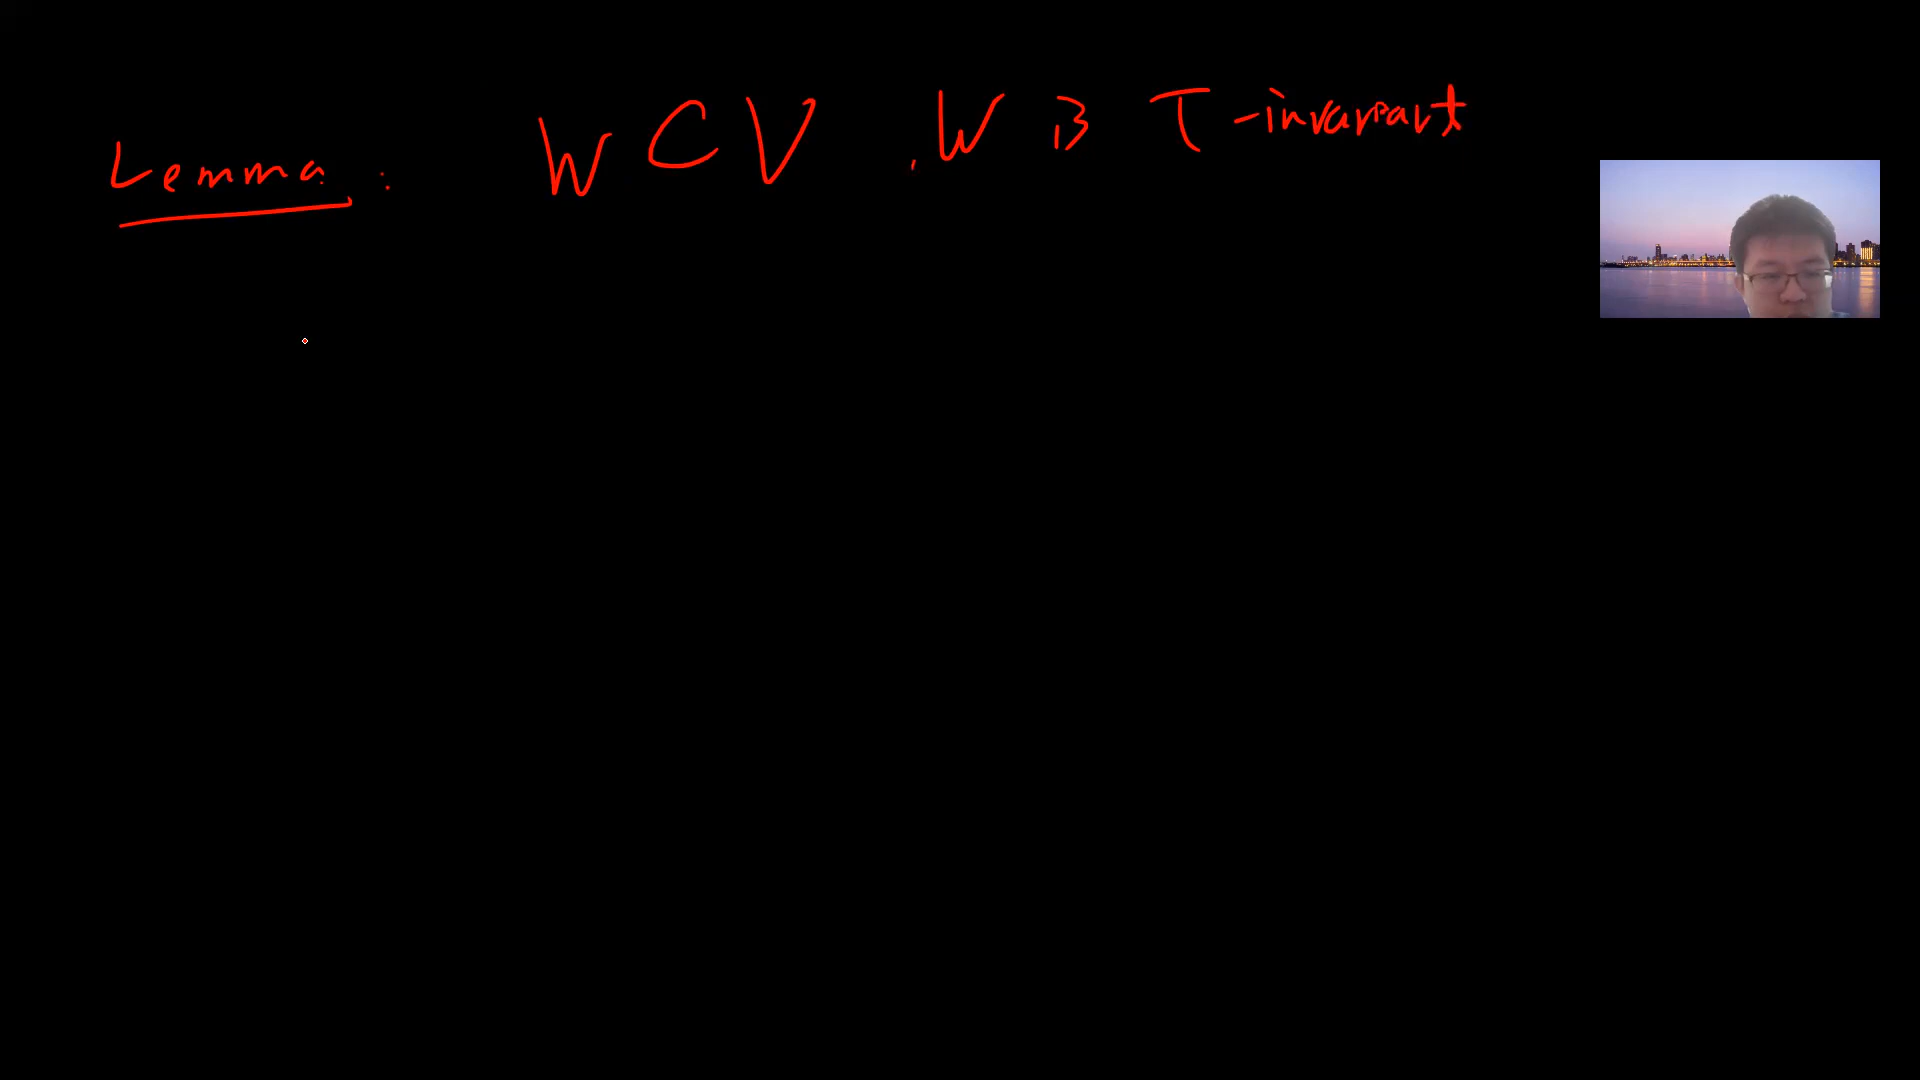 Lemma : W ⊂ V , W is T-invariant